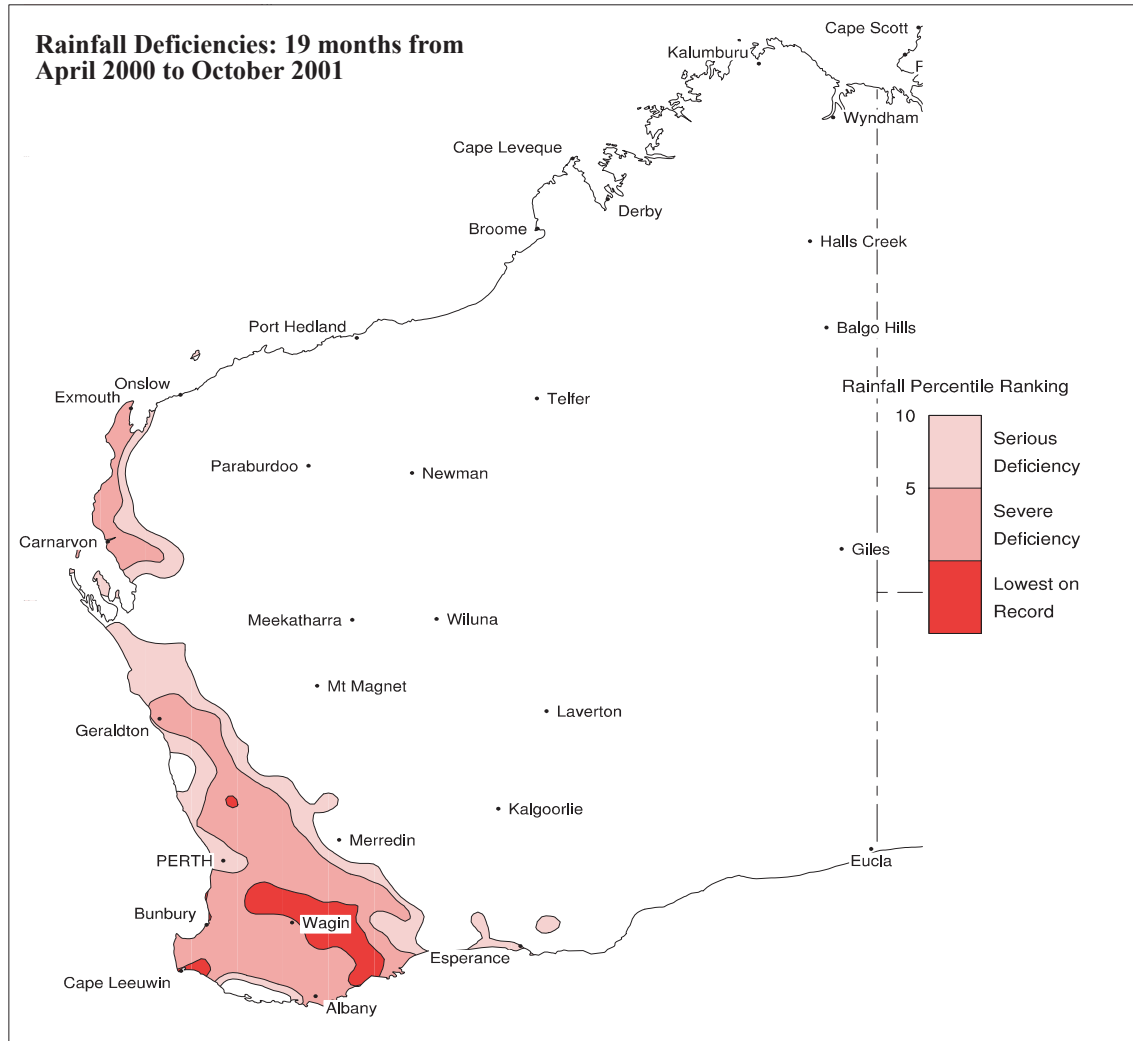 Rainfall Deficiencies: 19 months from
April 2000 to October 2001
Cape Scott
Kalumburu
Wyndham
Cape Leveque
Derby
Broome
Halls Creek
Port Hedland
Balgo Hills
Onslow
Exmouth
Telfer
Rainfall Percentile Ranking
10
Serious
Deficiency
5
Severe
Deficiency
Lowest on
Record
Paraburdoo
Newman
Carnarvon
Giles
Meekatharra
Wiluna
Mt Magnet
Laverton
Geraldton
Kalgoorlie
Merredin
PERTH
Eucla
Bunbury
Wagin
Esperance
Cape Leeuwin
Albany